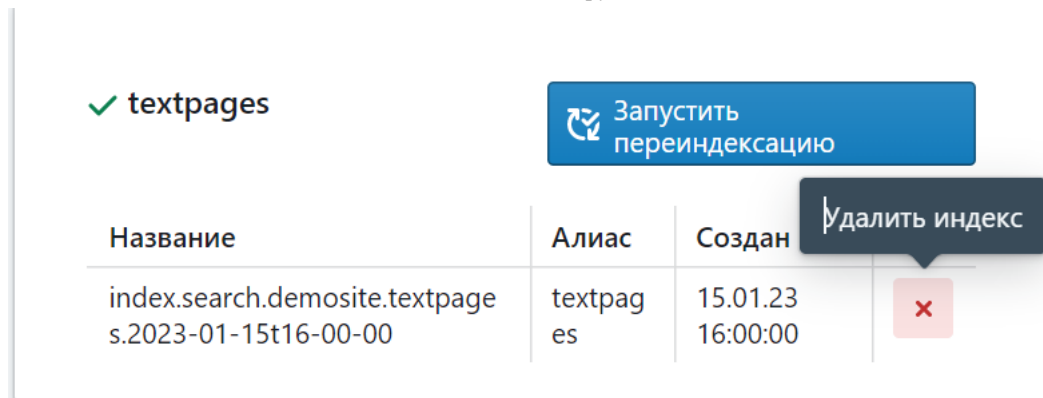 textpages
Запустить
переиндексацию
Удалить индекс
Название Алиас Создан
index.search.demosite.textpage textpag 15.01.23
s.2023-01-15t16-00-00 es 16:00:00